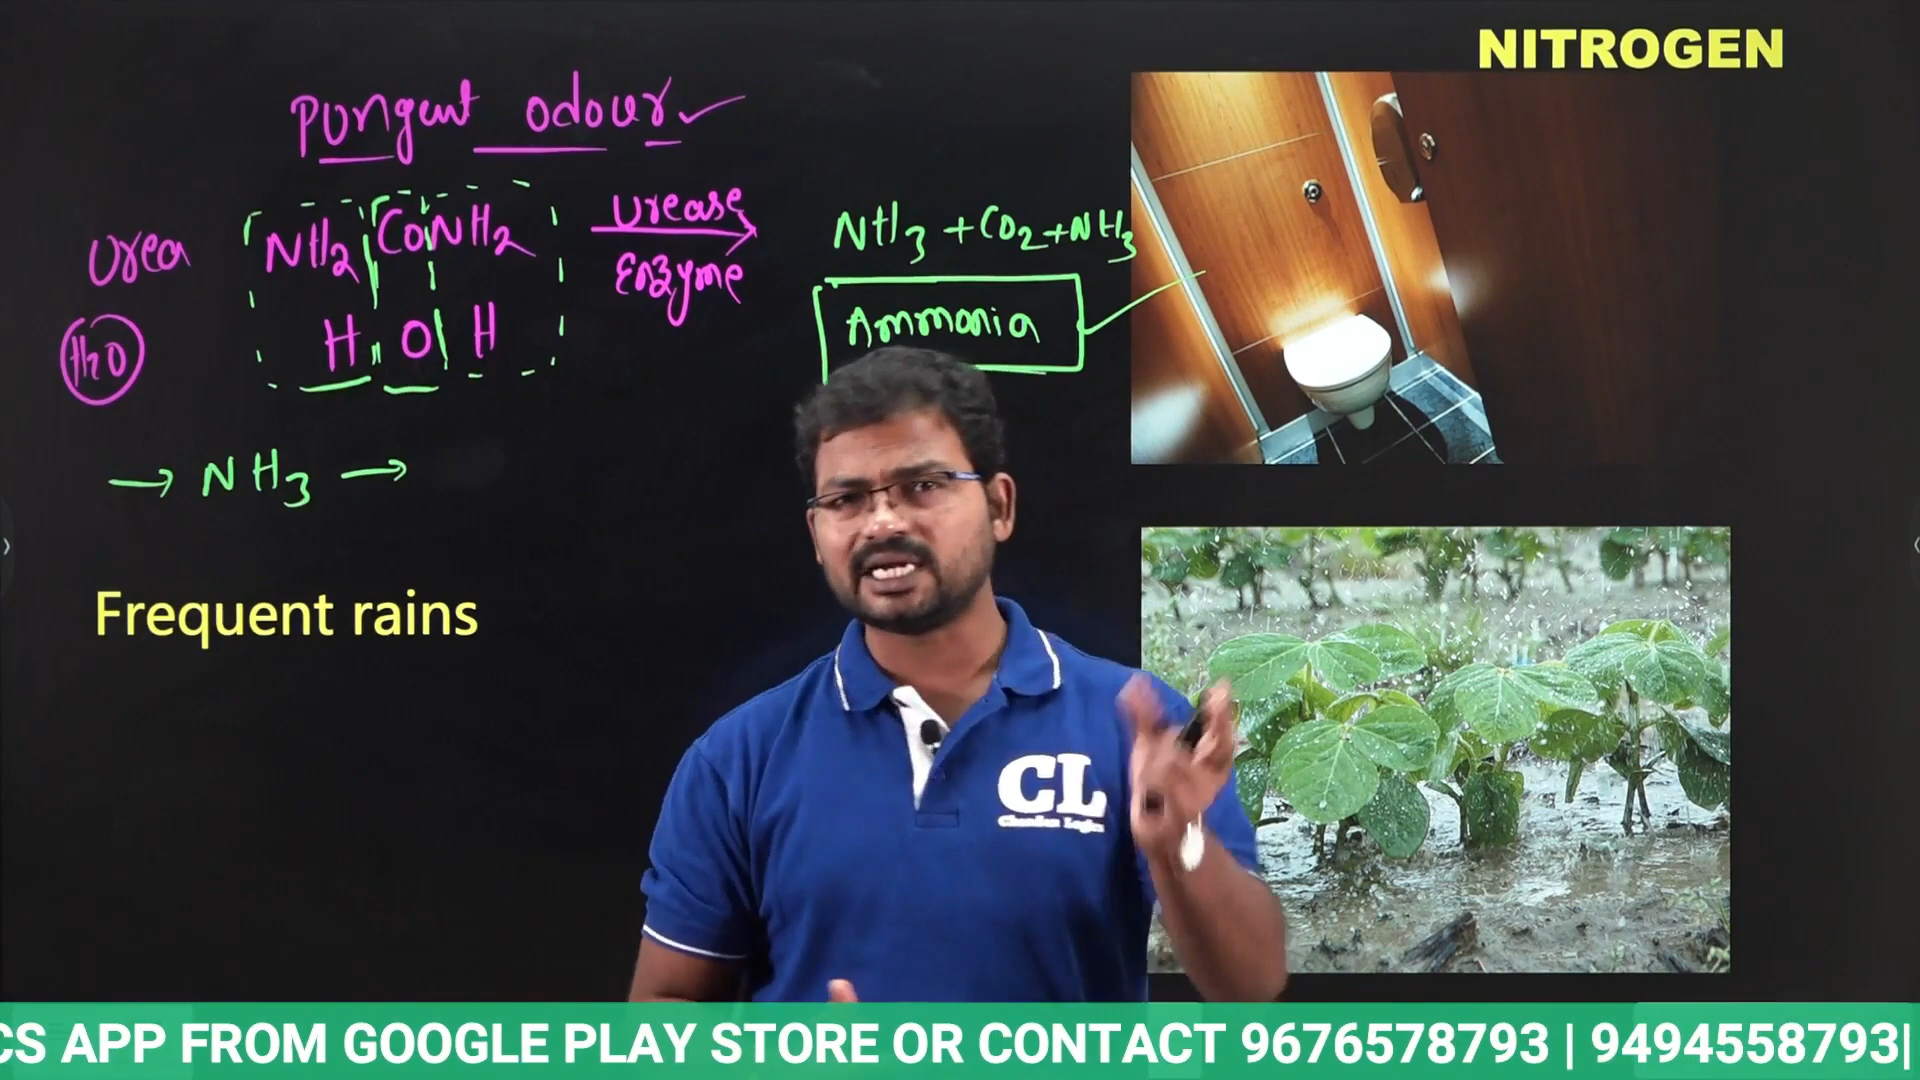 NITROGEN
Pungent odour
Urea NH2 CONH2
Urease
Enzyme
NH3 + CO2 + NH3
H2O H O H
Ammonia
→ NH3 →
Frequent rains
CL
CS APP FROM GOOGLE PLAY STORE OR CONTACT 9676578793 | 9494558793|